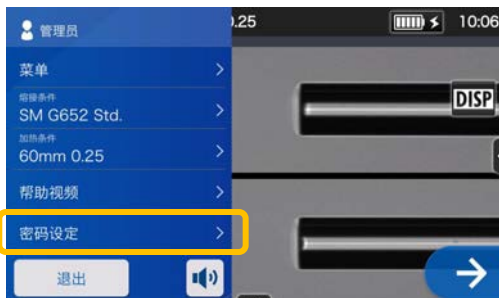 管理员
菜单
熔接条件
SM G652 Std.
加热条件
60mm 0.25
帮助视频
密码设定
退出
.25
10:06
DISP